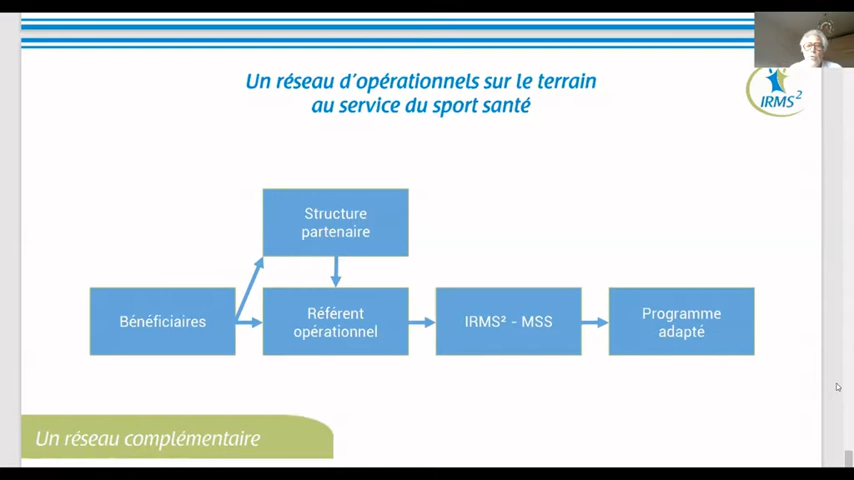 Un réseau d'opérationnels sur le terrain
au service du sport santé
IRMS²
Structure
partenaire
Bénéficiaires
Référent
opérationnel
IRMS² - MSS
Programme
adapté
Un réseau complémentaire